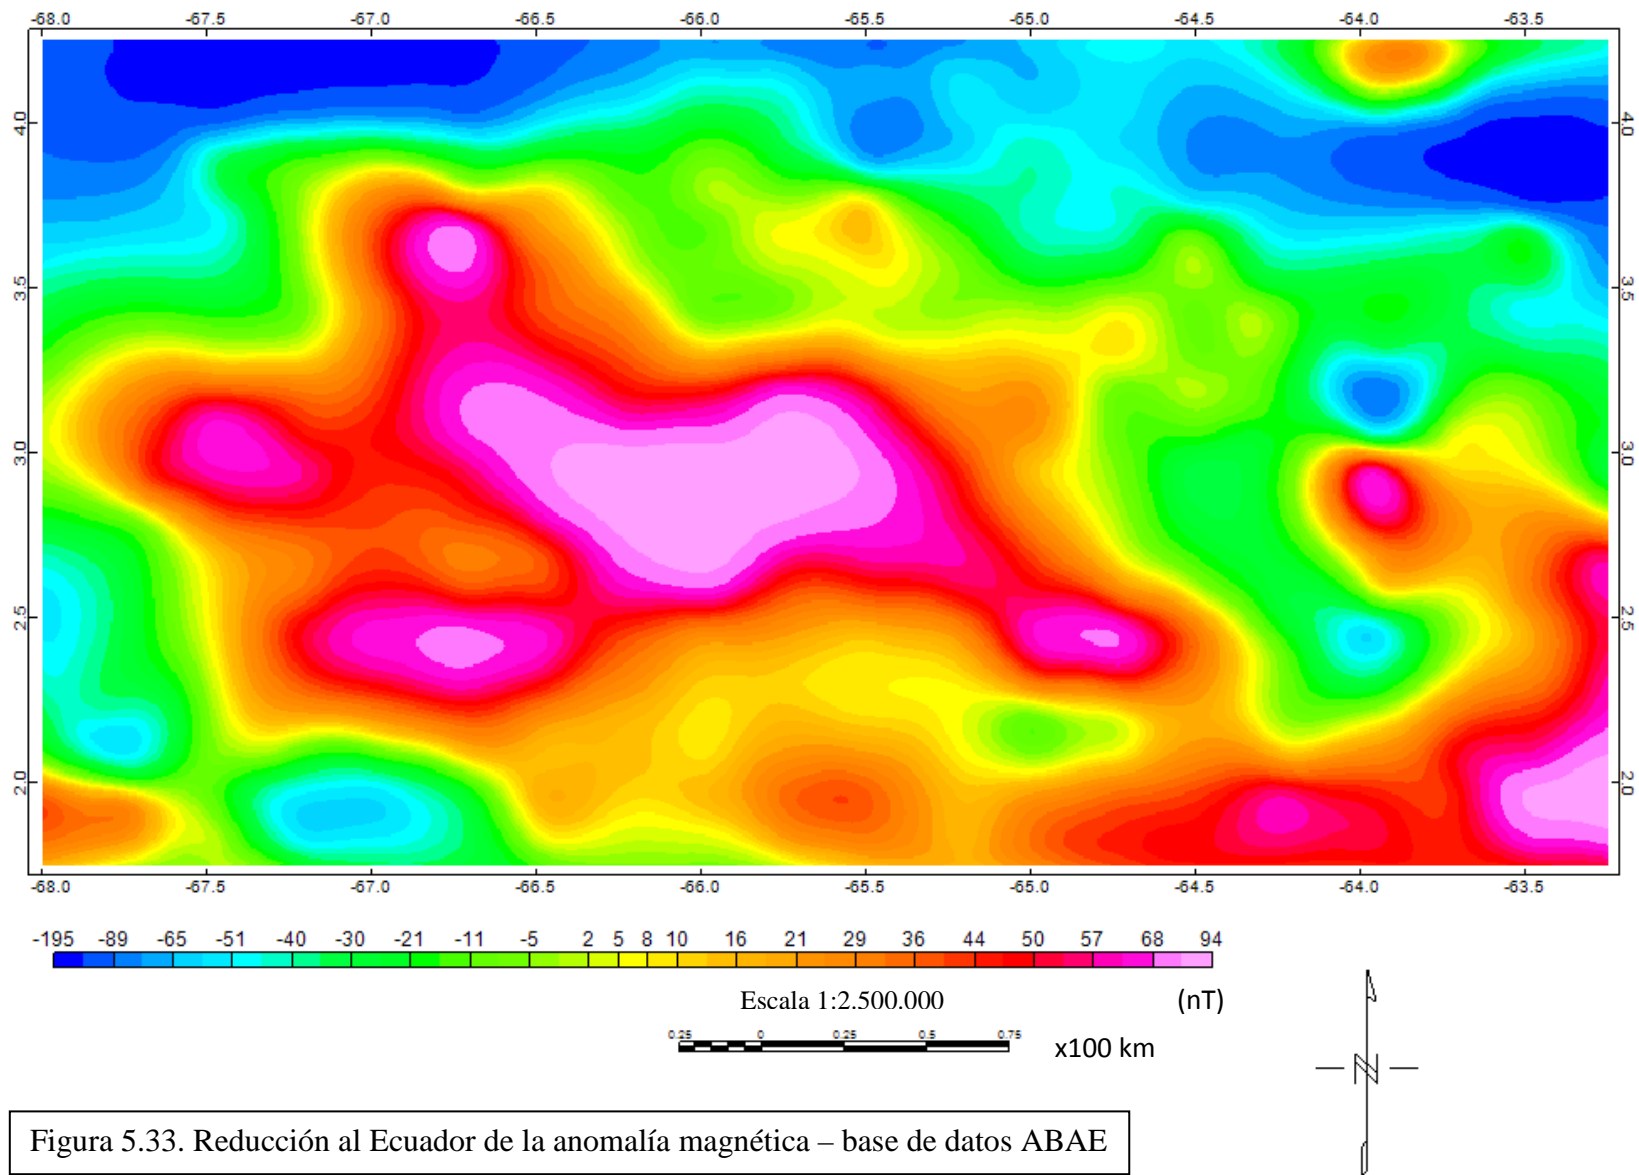 -68.0 -67.5 -67.0 -66.5 -66.0 -65.5 -65.0 -64.5 -64.0 -63.5
4.0 4.0
3.5 3.5
3.0 3.0
2.5 2.5
2.0 2.0
-68.0 -67.5 -67.0 -66.5 -66.0 -65.5 -65.0 -64.5 -64.0 -63.5
-195 -89 -65 -51 -40 -30 -21 -11 -5 2 5 8 10 16 21 29 36 44 50 57 68 94
Escala 1:2.500.000 (nT)
0.25 0 0.25 0.5 0.75
x100 km
N
Figura 5.33. Reducción al Ecuador de la anomalía magnética – base de datos ABAE